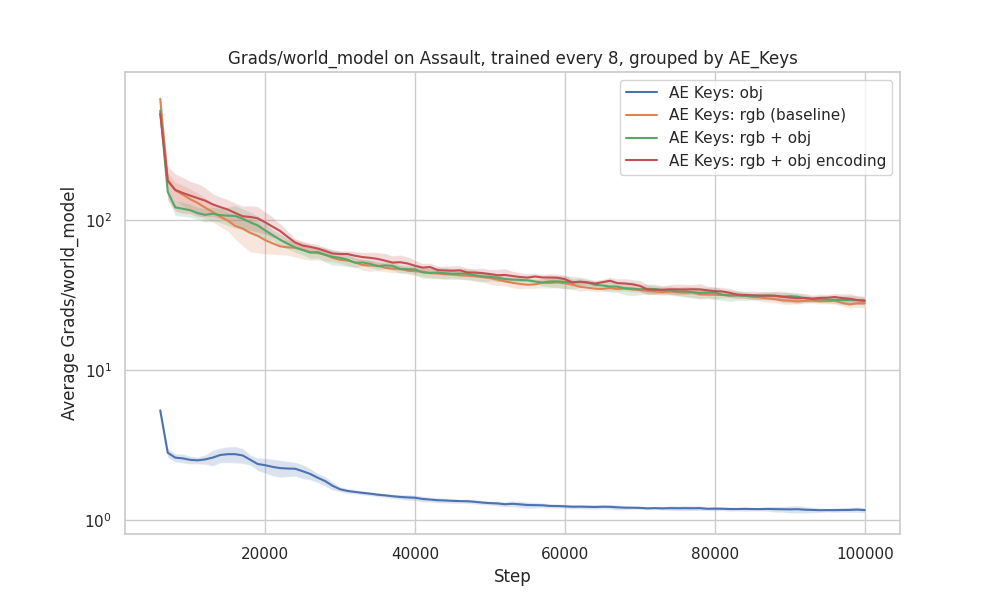 Grads/world_model on Assault, trained every 8, grouped by AE_Keys
AE Keys: obj
AE Keys: rgb (baseline)
AE Keys: rgb + obj
AE Keys: rgb + obj encoding
Average Grads/world_model
10²
10¹
10⁰
20000 40000 60000 80000 100000
Step